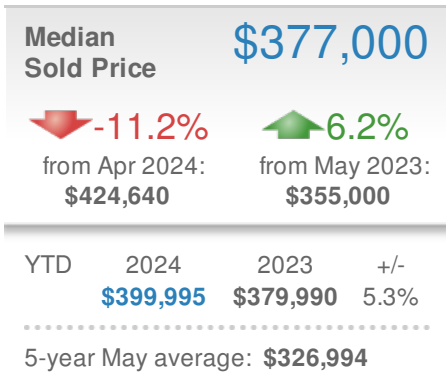 Median
Sold Price
$377,000
-11.2%
from Apr 2024:
$424,640
6.2%
from May 2023:
$355,000
YTD 2024 2023 +/-
$399,995 $379,990 5.3%
5-year May average: $326,994